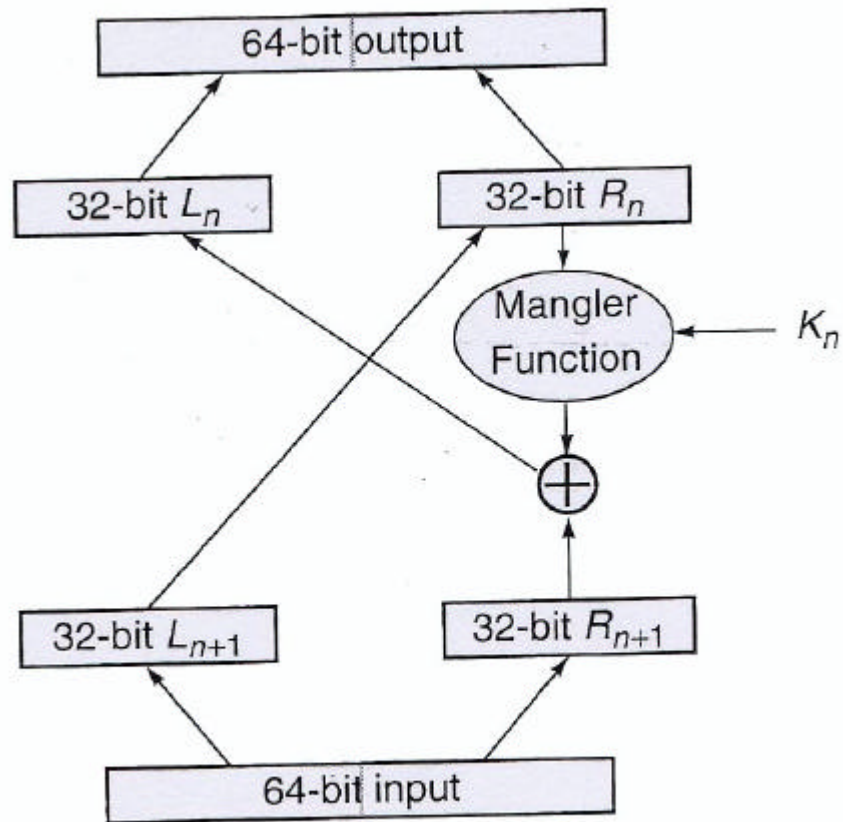 64-bit output
32-bit Lₙ
32-bit Rₙ
Mangler
Function
Kₙ
32-bit Lₙ₊₁
32-bit Rₙ₊₁
64-bit input